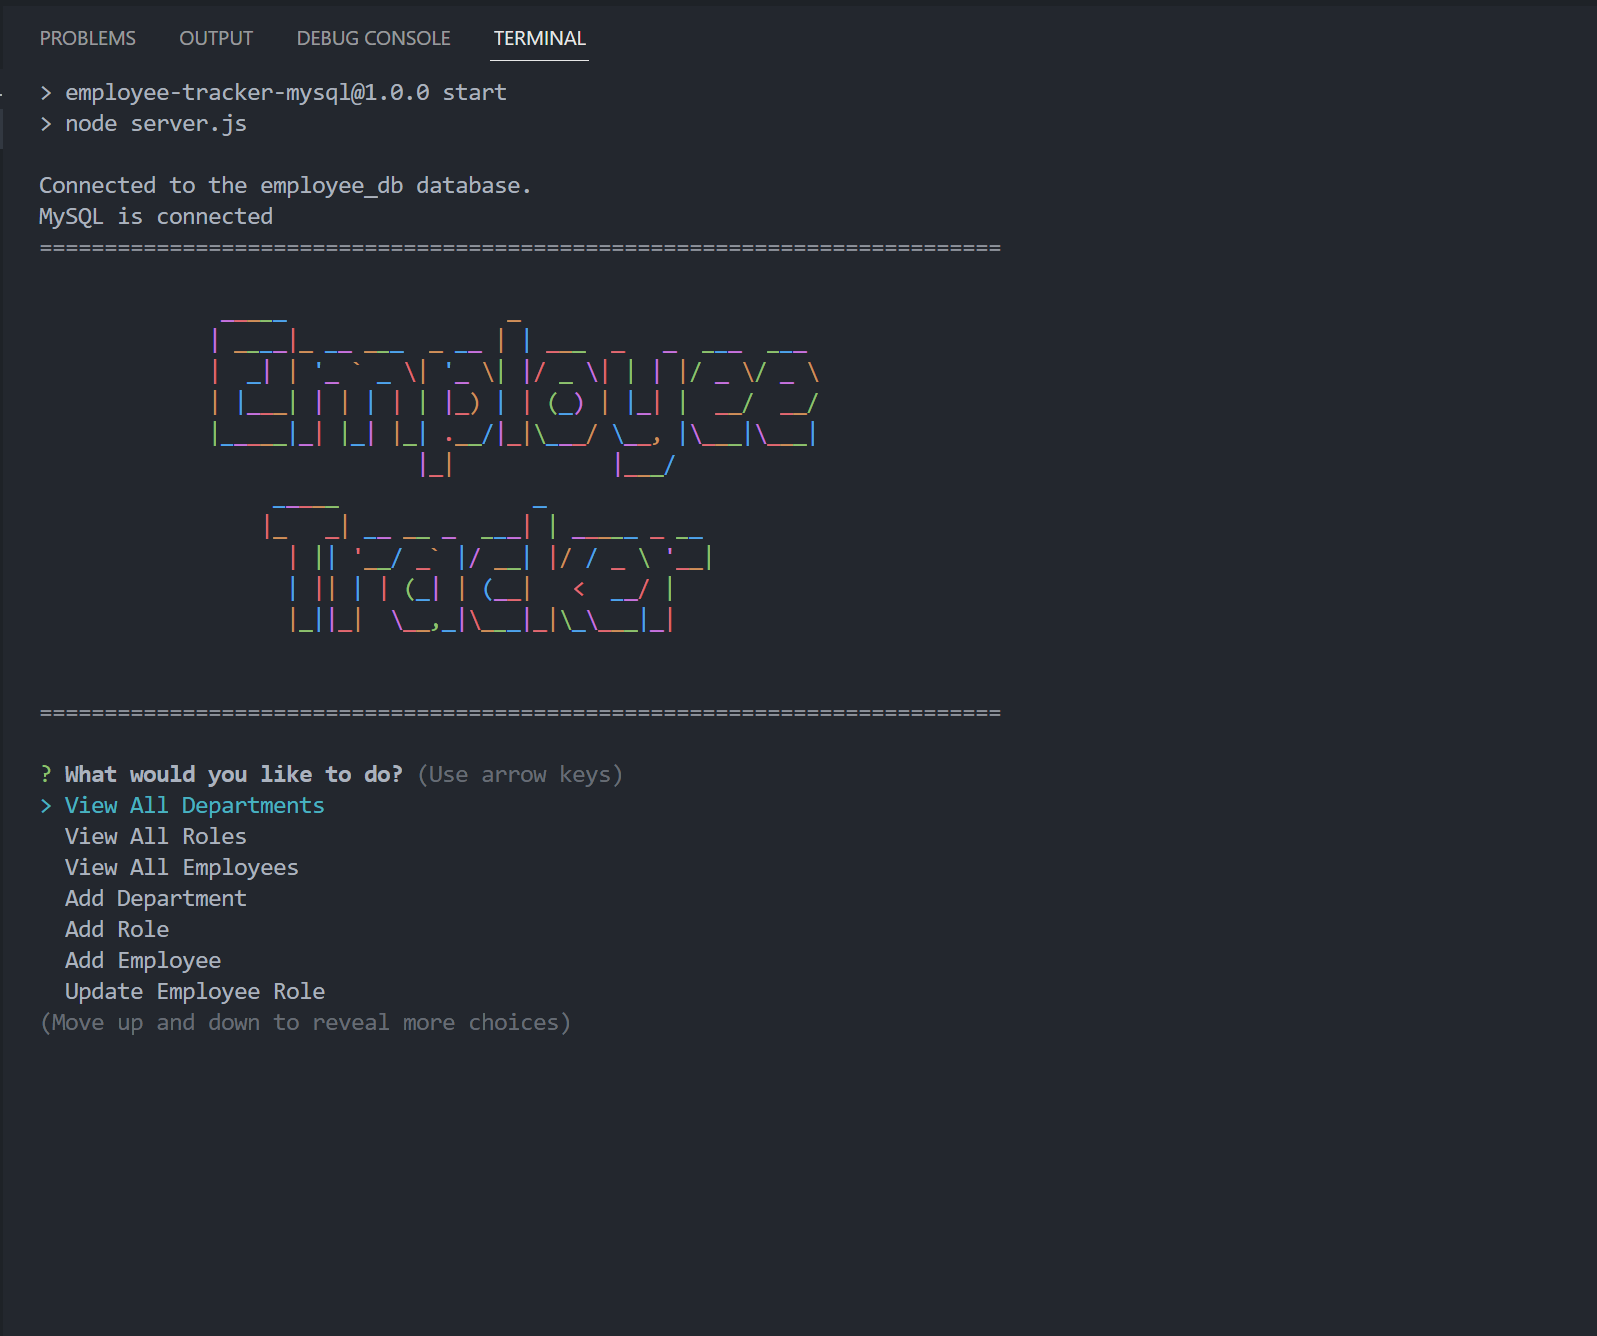 PROBLEMS OUTPUT DEBUG CONSOLE TERMINAL
> employee-tracker-mysql@1.0.0 start
> node server.js
Connected to the employee_db database.
MySQL is connected
==========================================================================
Employee
Tracker
==========================================================================
? What would you like to do? (Use arrow keys)
> View All Departments
View All Roles
View All Employees
Add Department
Add Role
Add Employee
Update Employee Role
(Move up and down to reveal more choices)